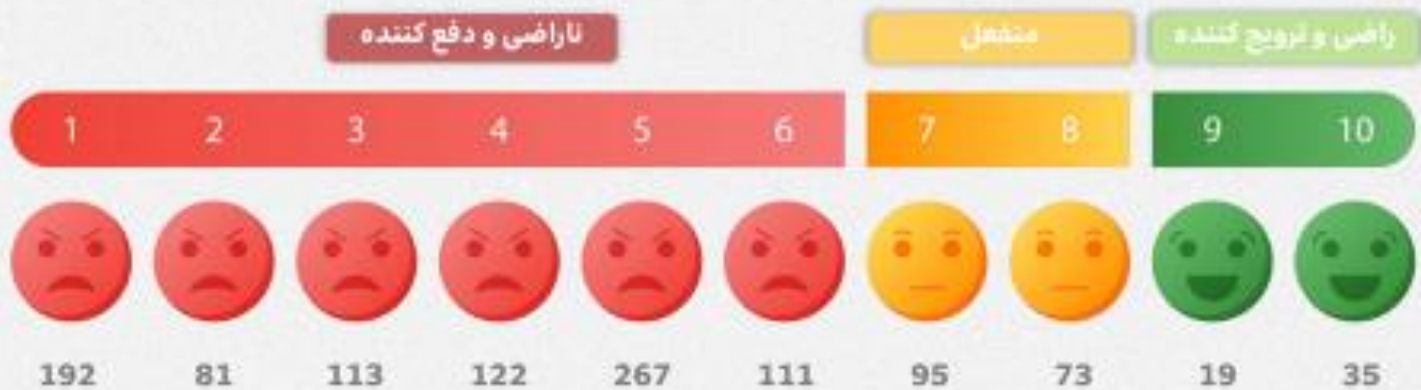 ناراضی و دفع کننده
منفعل
راضی و ترویج کننده
1 2 3 4 5 6 7 8 9 10
192 81 113 122 267 111 95 73 19 35